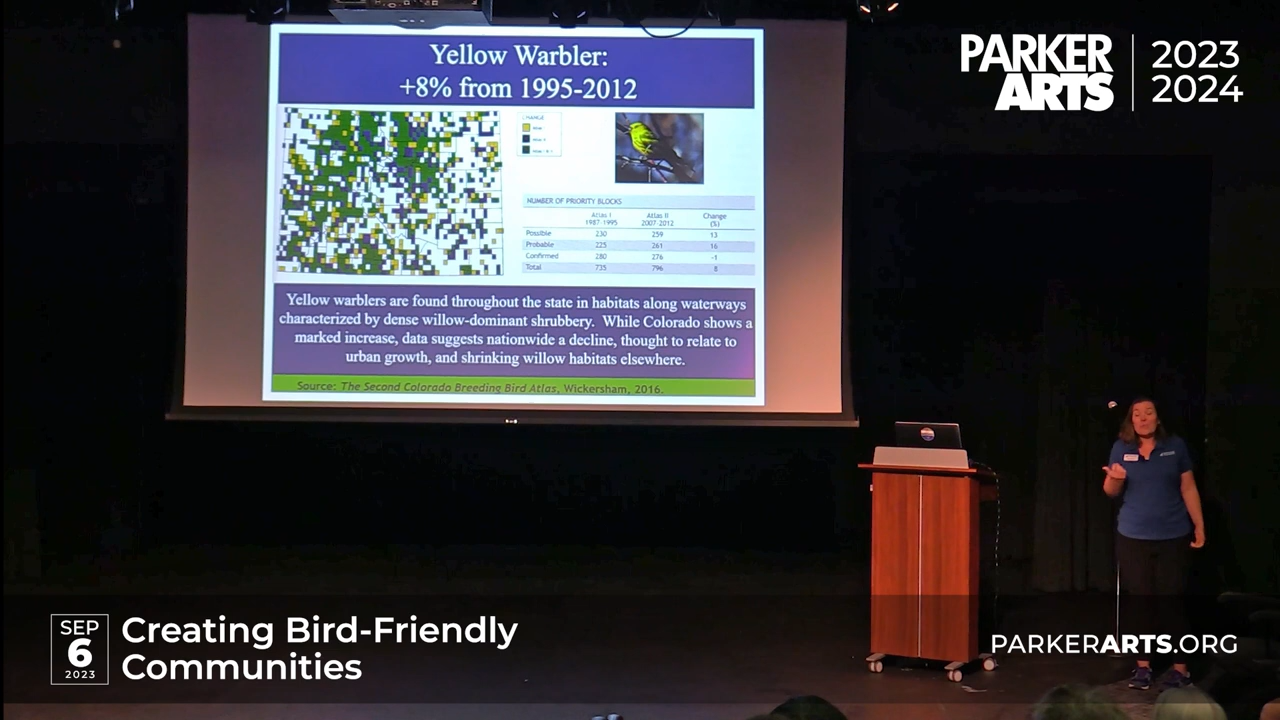 Yellow Warbler:
+8% from 1995-2012
CHANGE
NUMBER OF PRIORITY BLOCKS
Atlas I Atlas II Change
1987-1995 2007-2012 (%)
Possible 230 259 13
Probable 225 261 16
Confirmed 280 276 -1
Total 735 796 8
Yellow warblers are found throughout the state in habitats along waterways
characterized by dense willow-dominant shrubbery. While Colorado shows a
marked increase, data suggests nationwide a decline, thought to relate to
urban growth, and shrinking willow habitats elsewhere.
Source: The Second Colorado Breeding Bird Atlas, Wickersham, 2016.
PARKER
ARTS
2023
2024
SEP
6
2023
Creating Bird-Friendly
Communities
PARKERARTS.ORG